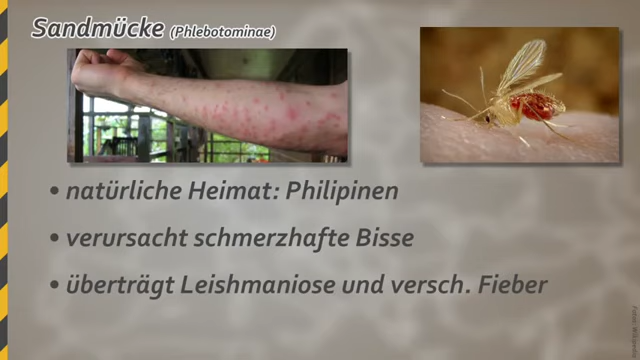 Sandmücke (Phlebotominae)
• natürliche Heimat: Philipinen
• verursacht schmerzhafte Bisse
• überträgt Leishmaniose und versch. Fieber